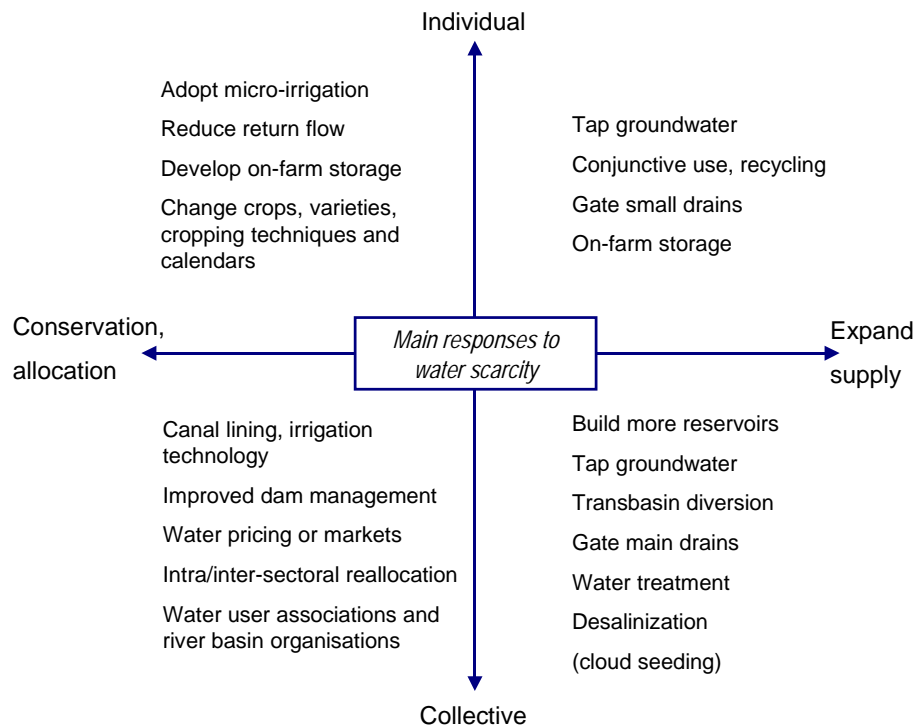 Individual
Adopt micro-irrigation
Reduce return flow
Develop on-farm storage
Change crops, varieties,
cropping techniques and
calendars
Tap groundwater
Conjunctive use, recycling
Gate small drains
On-farm storage
Conservation,
allocation
Main responses to
water scarcity
Expand
supply
Canal lining, irrigation
technology
Improved dam management
Water pricing or markets
Intra/inter-sectoral reallocation
Water user associations and
river basin organisations
Build more reservoirs
Tap groundwater
Transbasin diversion
Gate main drains
Water treatment
Desalinization
(cloud seeding)
Collective